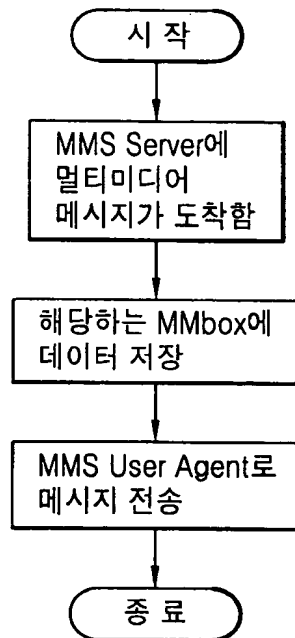 시 작
MMS Server에
멀티미디어
메시지가 도착함
해당하는 MMbox에
데이터 저장
MMS User Agent로
메시지 전송
종 료